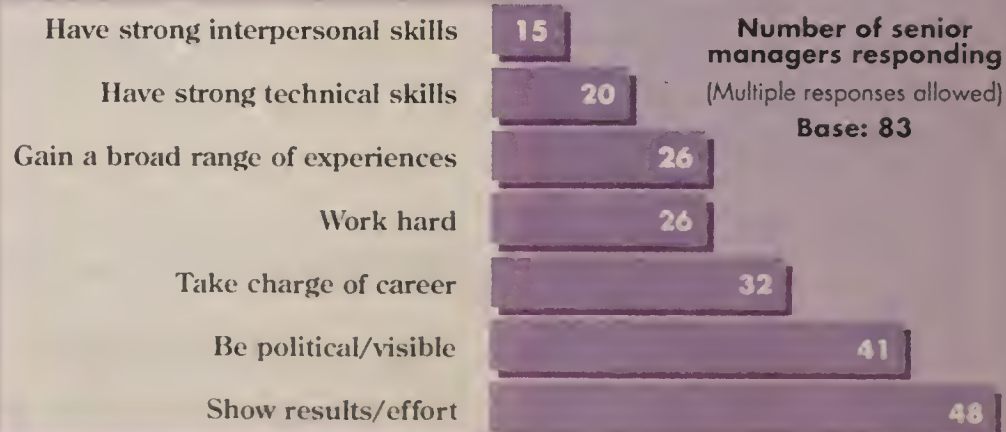 Have strong interpersonal skills 15
Number of senior
managers responding
(Multiple responses allowed)
Base: 83
Have strong technical skills 20
Gain a broad range of experiences 26
Work hard 26
Take charge of career 32
Be political/visible 41
Show results/effort 48